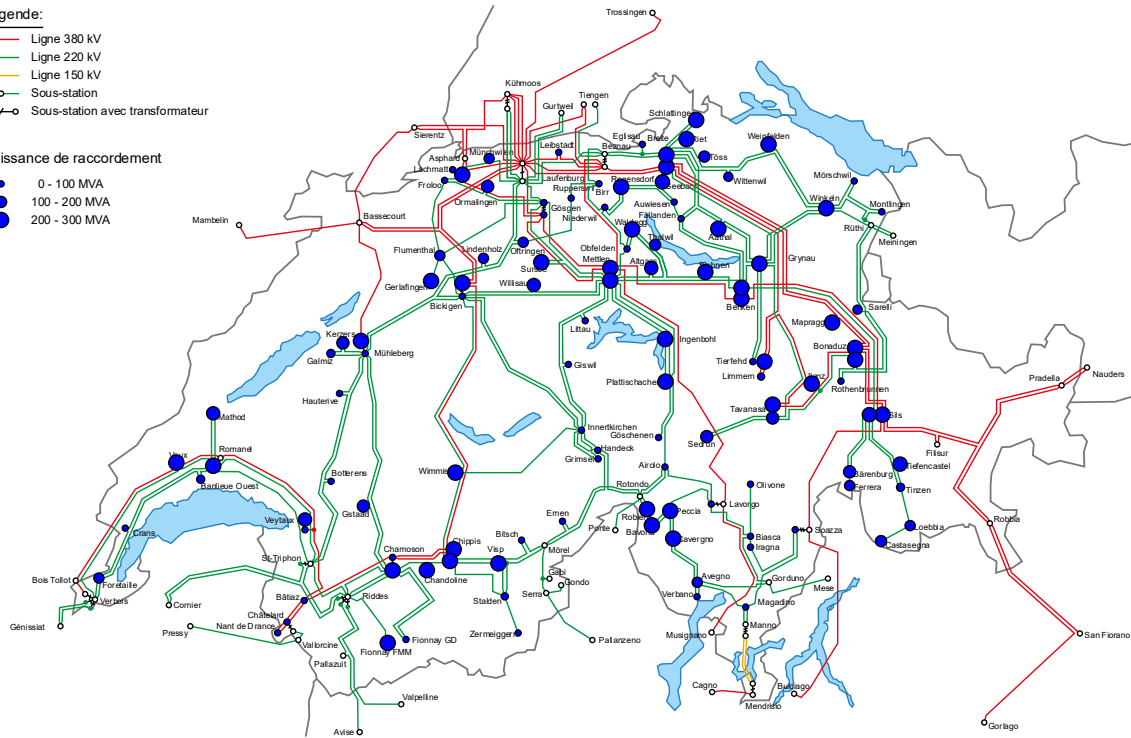 gende:
Ligne 380 kV
Ligne 220 kV
Ligne 150 kV
Sous-station
Sous-station avec transformateur
issance de raccordement
0 - 100 MVA
100 - 200 MVA
200 - 300 MVA
Trossingen
Kühmoos
Tiengen
Gurtweil
Schlattingen
Sierentz
Eglisau
Breite
Riet
Weinfelden
Leibstadt
Beznau
Asphard
Münchwilen
Töss
Lachmatt
Laufenburg
Regensdorf
Seebach
Wittenwil
Mörschwil
Froloo
Ormalingen
Rupperswil
Birr
Auwiesen
Winkeln
Montlingen
Mambelin
Bassecourt
Gösgen
Niederwil
Fällanden
Waldegg
Aathal
Rüthi
Meiningen
Flumenthal
Lindenholz
Oftringen
Obfelden
Thalwil
Mettlen
Altgass
Grynau
Sursee
Gerlafingen
Willisau
Benken
Bickigen
Sarelli
Mapragg
Littau
Kerzers
Ingenbohl
Bonaduz
Galmiz
Mühleberg
Giswil
Tierfehd
Limmern
Ilanz
Rothenbrunnen
Nauders
Pradella
Plattischachen
Hauterive
Tavanasa
Mathod
Sils
Innertkirchen
Göschenen
Sedrun
Filisur
Romanel
Vaux
Handeck
Grimsel
Wimmis
Airolo
Tiefencastel
Bärenburg
Banlieue Ouest
Botterens
Rotondo
Olivone
Ferrera
Tinzen
Gstaad
Lavorgo
Veytaux
Robiei
Peccia
Ernen
Ponte
Bavona
Spazza
Robbia
Löebbia
Crans
Cavergno
Biasca
Iragna
Castasegna
Bitsch
Chippis
Visp
Mörel
St-Triphon
Chamoson
Bois Tollot
Foretaille
Chandoline
Gabi
Gondo
Avegno
Gorduno
Mese
Verbois
Cornier
Bâtiaz
Riddes
Stalden
Serra
Verbano
Magadino
Génissiat
Pressy
Châtelard
Nant de Drance
Manno
Musignano
San Fiorano
Vallorcine
Fionnay GD
Zermeiggern
Pallanzeno
Fionnay FMM
Pallazuit
Cagno
Bulciago
Valpelline
Mendrisio
Gorlago
Avise